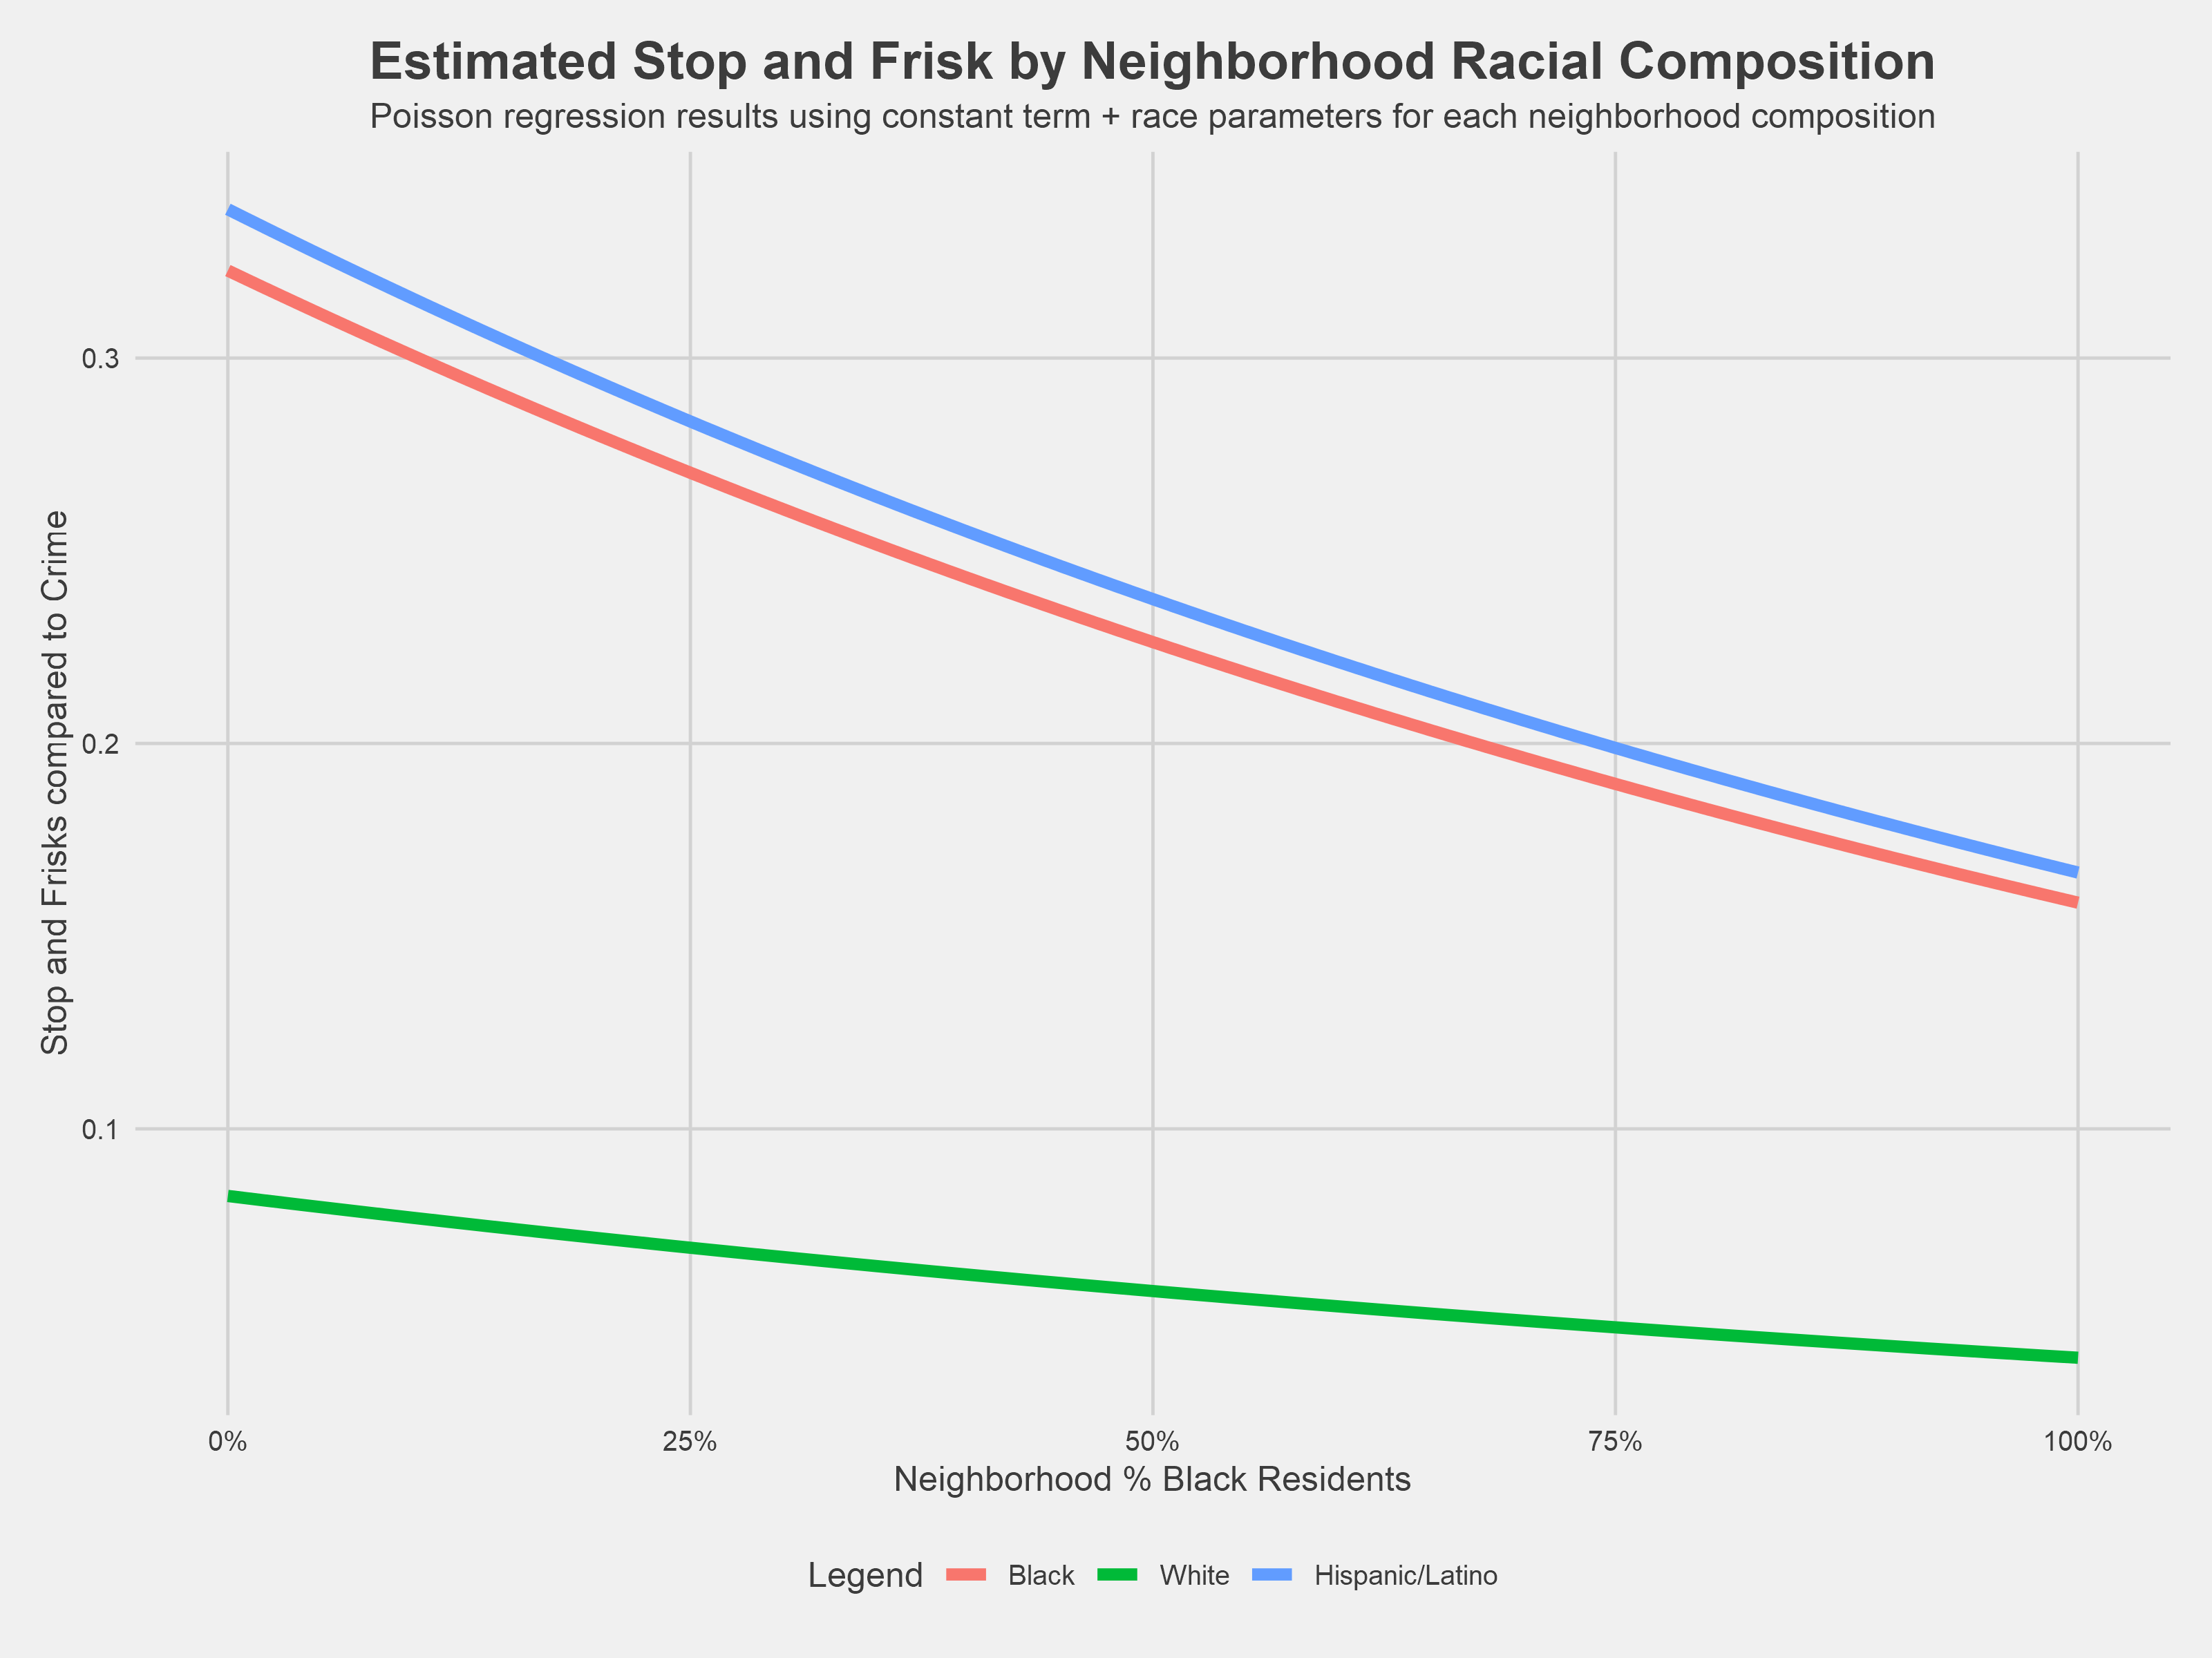 Estimated Stop and Frisk by Neighborhood Racial Composition
Poisson regression results using constant term + race parameters for each neighborhood composition
Stop and Frisks compared to Crime
0.3
0.2
0.1
0% 25% 50% 75% 100%
Neighborhood % Black Residents
Legend Black White Hispanic/Latino